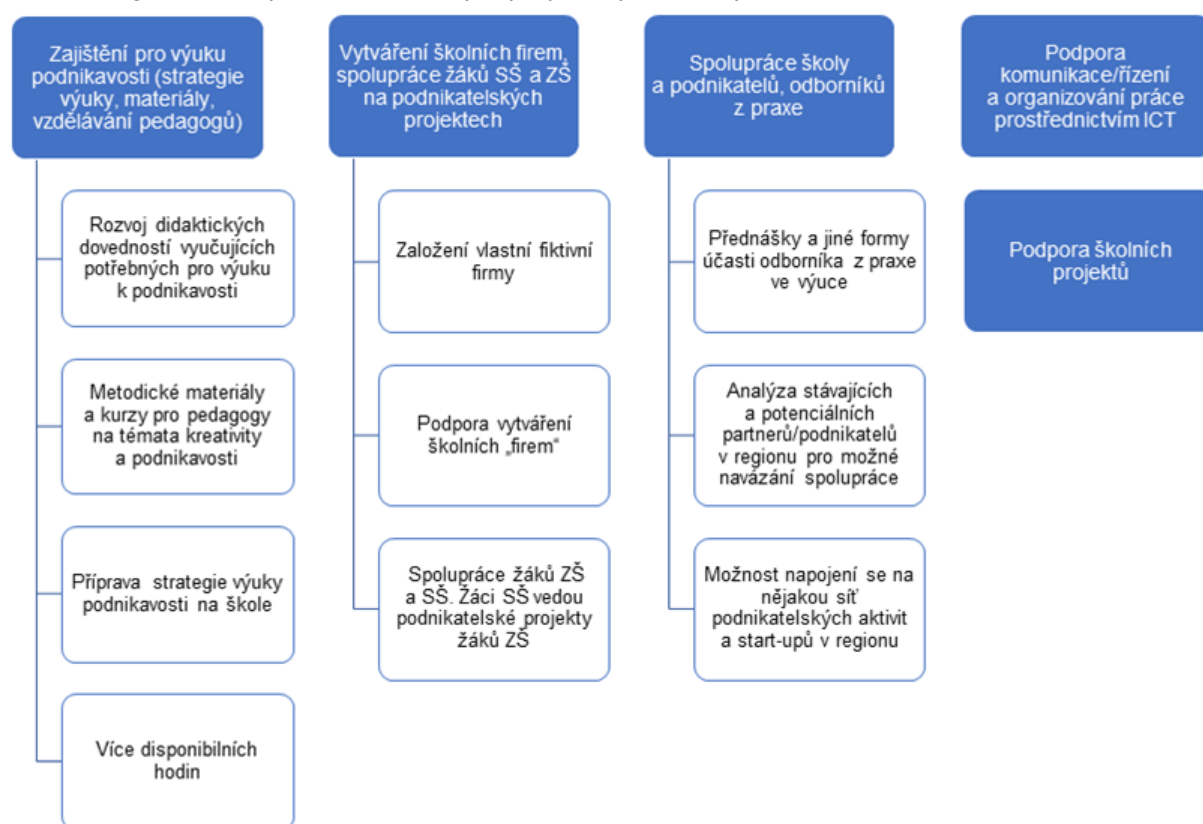 Zajištění pro výuku
podnikavosti (strategie
výuky, materiály,
vzdělávání pedagogů)
Rozvoj didaktických
dovedností vyučujících
potřebných pro výuku
k podnikavosti
Metodické materiály
a kurzy pro pedagogy
na témata kreativity
a podnikavosti
Příprava strategie výuky
podnikavosti na škole
Více disponibilních
hodin
Vytváření školních firem,
spolupráce žáků SŠ a ZŠ
na podnikatelských
projektech
Založení vlastní fiktivní
firmy
Podpora vytváření
školních „firem“
Spolupráce žáků ZŠ
a SŠ. Žáci SŠ vedou
podnikatelské projekty
žáků ZŠ
Spolupráce školy
a podnikatelů, odborníků
z praxe
Přednášky a jiné formy
účasti odborníka z praxe
ve výuce
Analýza stávajících
a potenciálních
partnerů/podnikatelů
v regionu pro možné
navázání spolupráce
Možnost napojení se na
nějakou síť
podnikatelských aktivit
a start-upů v regionu
Podpora
komunikace/řízení
a organizování práce
prostřednictvím ICT
Podpora školních
projektů